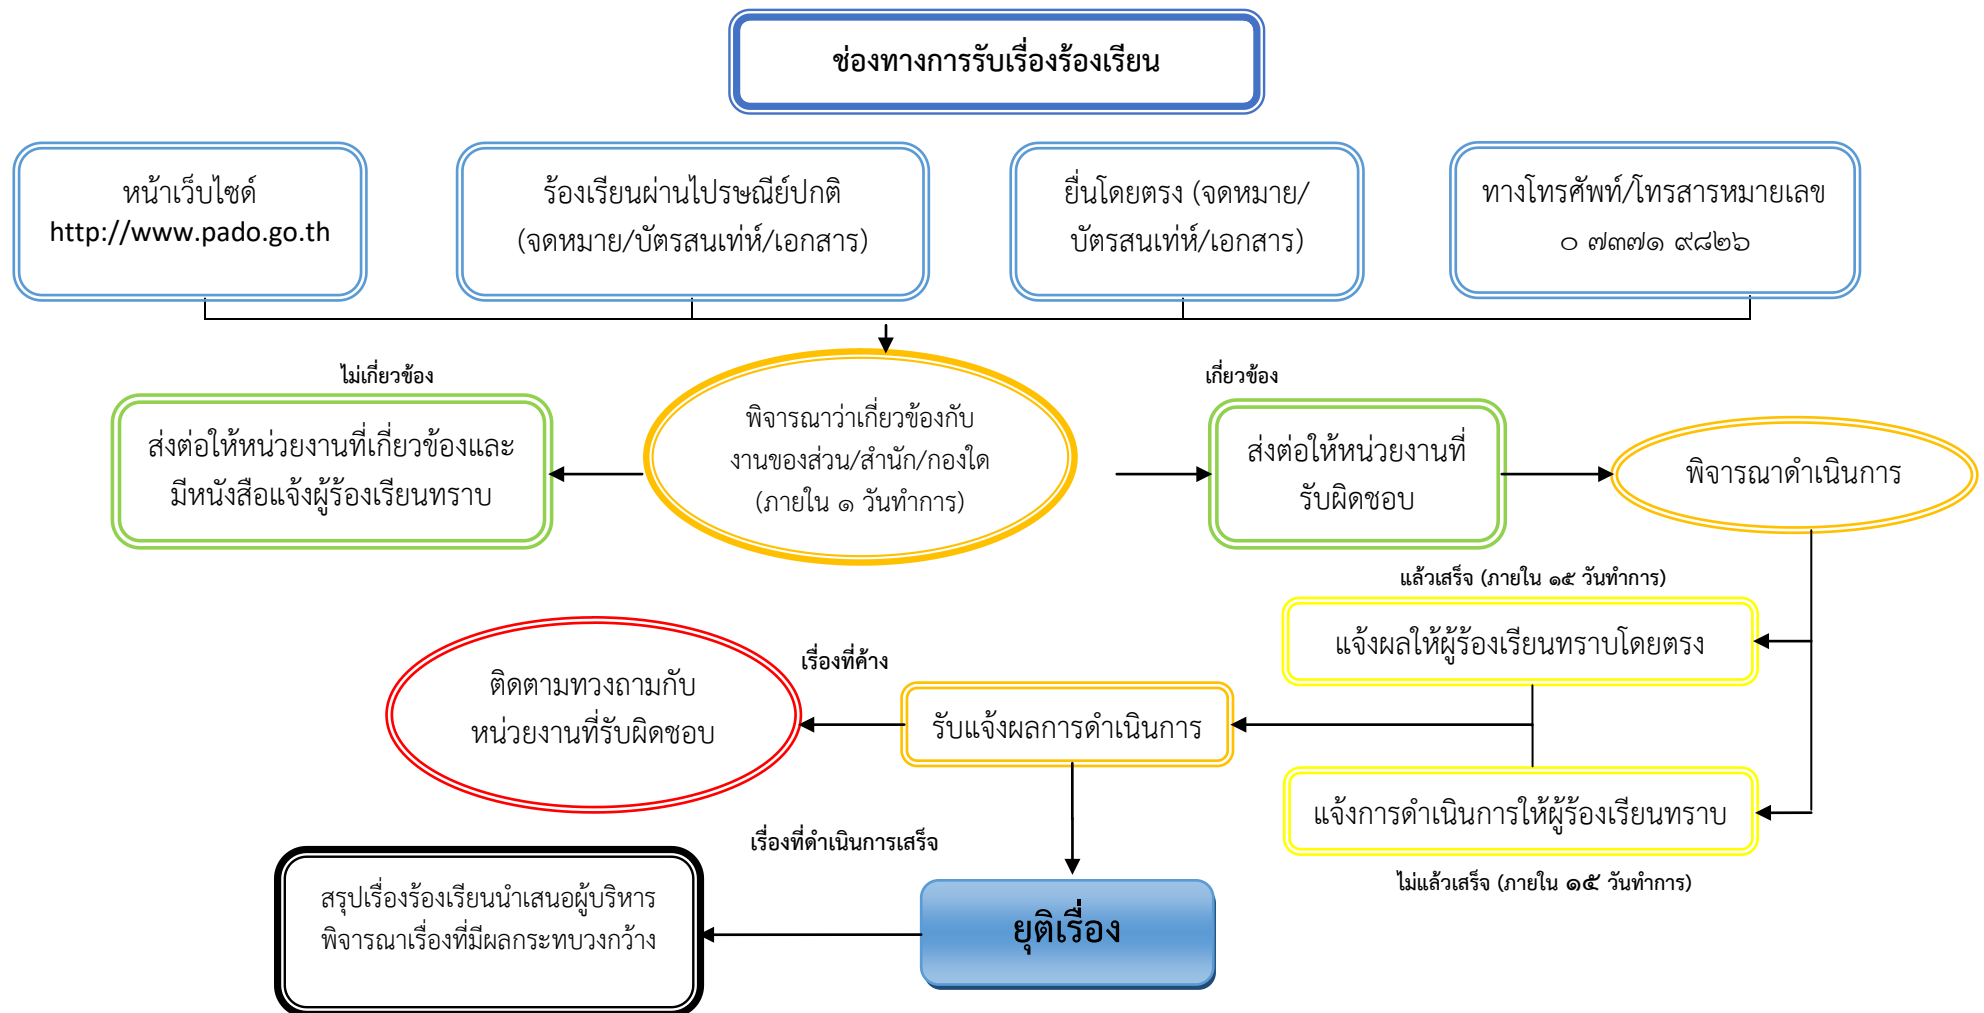 ช่องทางการรับเรื่องร้องเรียน
หน้าเว็บไซด์
http://www.pado.go.th
ร้องเรียนผ่านไปรษณีย์ปกติ
(จดหมาย/บัตรสนเท่ห์/เอกสาร)
ยื่นโดยตรง (จดหมาย/
บัตรสนเท่ห์/เอกสาร)
ทางโทรศัพท์/โทรสารหมายเลข
๐ ๗๓๗๑ ๙๘๒๖
ไม่เกี่ยวข้อง
ส่งต่อให้หน่วยงานที่เกี่ยวข้องและ
มีหนังสือแจ้งผู้ร้องเรียนทราบ
พิจารณาว่าเกี่ยวข้องกับ
งานของส่วน/สำนัก/กองใด
(ภายใน ๑ วันทำการ)
เกี่ยวข้อง
ส่งต่อให้หน่วยงานที่
รับผิดชอบ
พิจารณาดำเนินการ
แล้วเสร็จ (ภายใน ๑๕ วันทำการ)
แจ้งผลให้ผู้ร้องเรียนทราบโดยตรง
เรื่องที่ค้าง
ติดตามทวงถามกับ
หน่วยงานที่รับผิดชอบ
รับแจ้งผลการดำเนินการ
แจ้งการดำเนินการให้ผู้ร้องเรียนทราบ
ไม่แล้วเสร็จ (ภายใน ๑๕ วันทำการ)
เรื่องที่ดำเนินการเสร็จ
สรุปเรื่องร้องเรียนนำเสนอผู้บริหาร
พิจารณาเรื่องที่มีผลกระทบวงกว้าง
ยุติเรื่อง